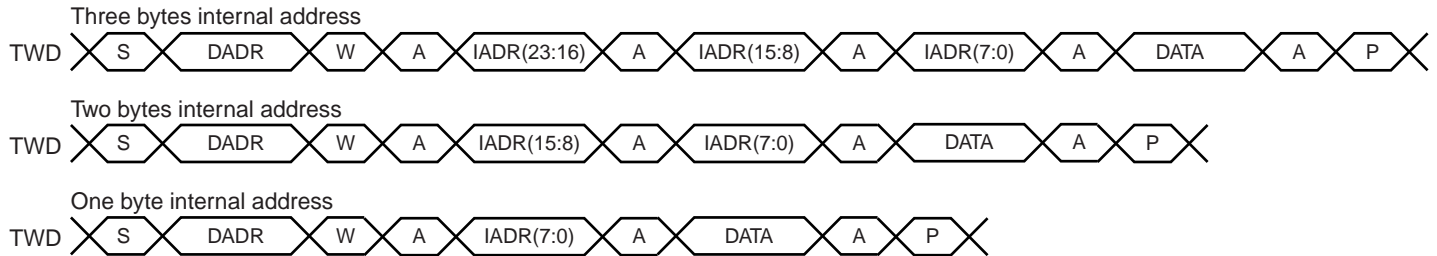 Three bytes internal address
TWD S DADR W A IADR(23:16) A IADR(15:8) A IADR(7:0) A DATA A P
Two bytes internal address
TWD S DADR W A IADR(15:8) A IADR(7:0) A DATA A P
One byte internal address
TWD S DADR W A IADR(7:0) A DATA A P